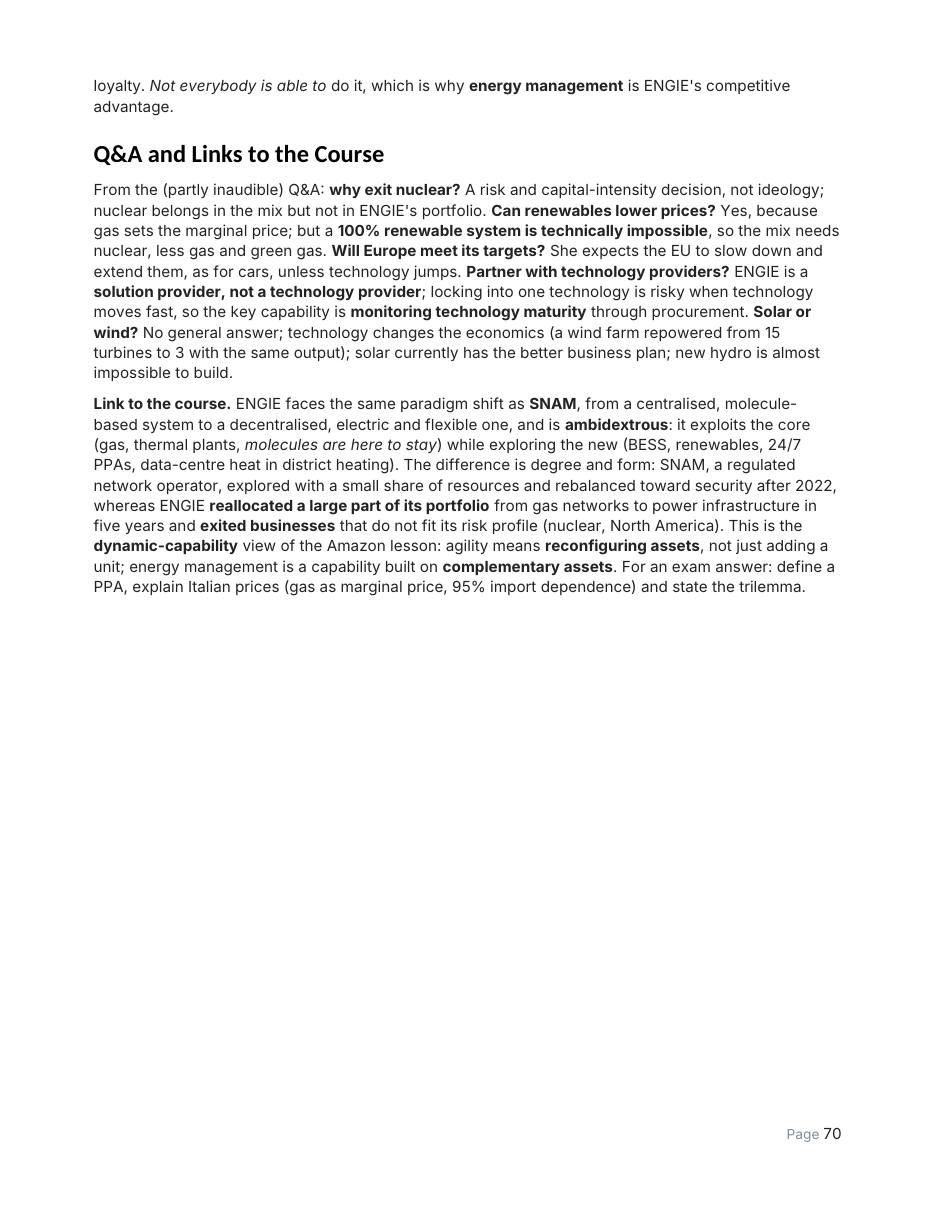 loyalty. Not everybody is able to do it, which is why energy management is ENGIE's competitive
advantage.
Q&A and Links to the Course
From the (partly inaudible) Q&A: why exit nuclear? A risk and capital-intensity decision, not ideology;
nuclear belongs in the mix but not in ENGIE's portfolio. Can renewables lower prices? Yes, because
gas sets the marginal price; but a 100% renewable system is technically impossible, so the mix needs
nuclear, less gas and green gas. Will Europe meet its targets? She expects the EU to slow down and
extend them, as for cars, unless technology jumps. Partner with technology providers? ENGIE is a
solution provider, not a technology provider; locking into one technology is risky when technology
moves fast, so the key capability is monitoring technology maturity through procurement. Solar or
wind? No general answer; technology changes the economics (a wind farm repowered from 15
turbines to 3 with the same output); solar currently has the better business plan; new hydro is almost
impossible to build.
Link to the course. ENGIE faces the same paradigm shift as SNAM, from a centralised, molecule-
based system to a decentralised, electric and flexible one, and is ambidextrous: it exploits the core
(gas, thermal plants, molecules are here to stay) while exploring the new (BESS, renewables, 24/7
PPAs, data-centre heat in district heating). The difference is degree and form: SNAM, a regulated
network operator, explored with a small share of resources and rebalanced toward security after 2022,
whereas ENGIE reallocated a large part of its portfolio from gas networks to power infrastructure in
five years and exited businesses that do not fit its risk profile (nuclear, North America). This is the
dynamic-capability view of the Amazon lesson: agility means reconfiguring assets, not just adding a
unit; energy management is a capability built on complementary assets. For an exam answer: define a
PPA, explain Italian prices (gas as marginal price, 95% import dependence) and state the trilemma.
Page 70